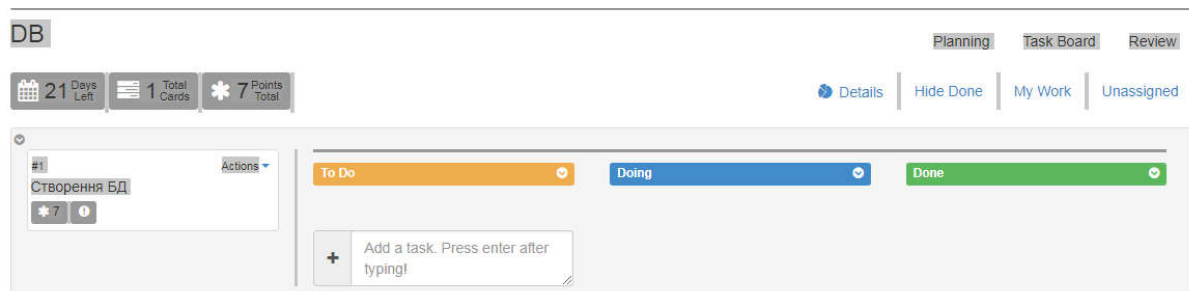 DB
Planning Task Board Review
21 Days Left 1 Total Cards 7 Points Total
Details Hide Done My Work Unassigned
#1 Actions
Створення БД
7
To Do Doing Done
Add a task. Press enter after
typing!